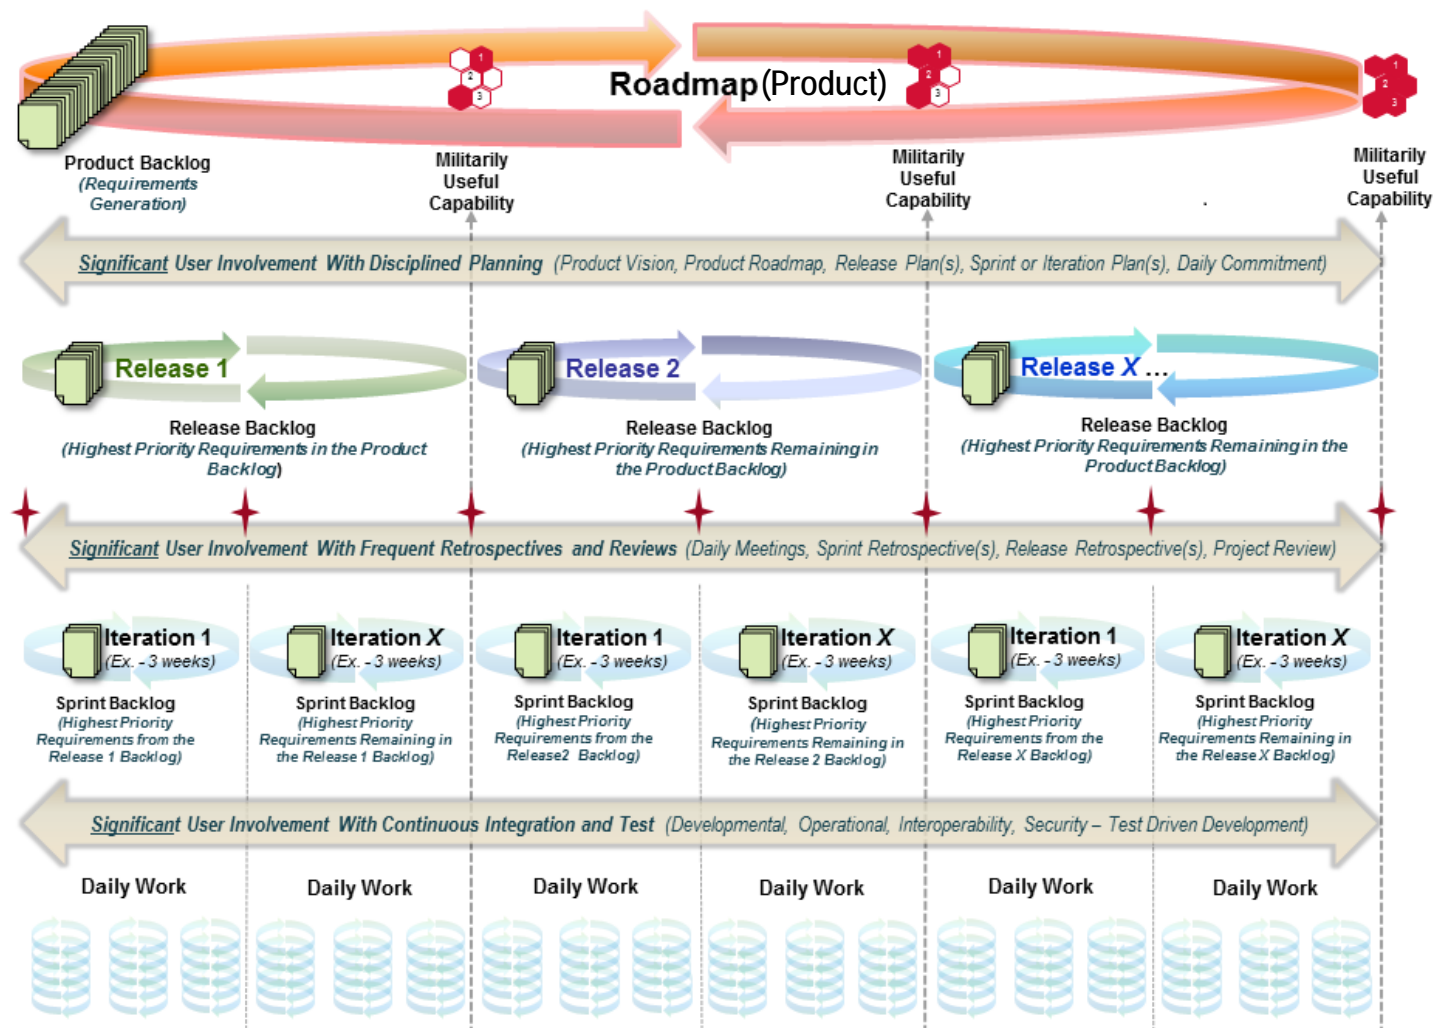 1
2
3
Roadmap (Product)
1
2
3
1
2
3
Product Backlog
(Requirements
Generation)
Militarily
Useful
Capability
Militarily
Useful
Capability
Militarily
Useful
Capability
.
Significant User Involvement With Disciplined Planning (Product Vision, Product Roadmap, Release Plan(s), Sprint or Iteration Plan(s), Daily Commitment)
Release 1
Release 2
Release X ...
Release Backlog
(Highest Priority Requirements in the Product
Backlog)
Release Backlog
(Highest Priority Requirements Remaining in
the Product Backlog)
Release Backlog
(Highest Priority Requirements Remaining in the
Product Backlog)
Significant User Involvement With Frequent Retrospectives and Reviews (Daily Meetings, Sprint Retrospective(s), Release Retrospective(s), Project Review)
Iteration 1
(Ex. - 3 weeks)
Sprint Backlog
(Highest Priority
Requirements from the
Release 1 Backlog)
Iteration X
(Ex. - 3 weeks)
Sprint Backlog
(Highest Priority
Requirements Remaining in
the Release 1 Backlog)
Iteration 1
(Ex. - 3 weeks)
Sprint Backlog
(Highest Priority
Requirements from the
Release2 Backlog)
Iteration X
(Ex. - 3 weeks)
Sprint Backlog
(Highest Priority
Requirements Remaining in
the Release 2 Backlog)
Iteration 1
(Ex. - 3 weeks)
Sprint Backlog
(Highest Priority
Requirements from the
Release X Backlog)
Iteration X
(Ex. - 3 weeks)
Sprint Backlog
(Highest Priority
Requirements Remaining in
the Release X Backlog)
Significant User Involvement With Continuous Integration and Test (Developmental, Operational, Interoperability, Security – Test Driven Development)
Daily Work
Daily Work
Daily Work
Daily Work
Daily Work
Daily Work